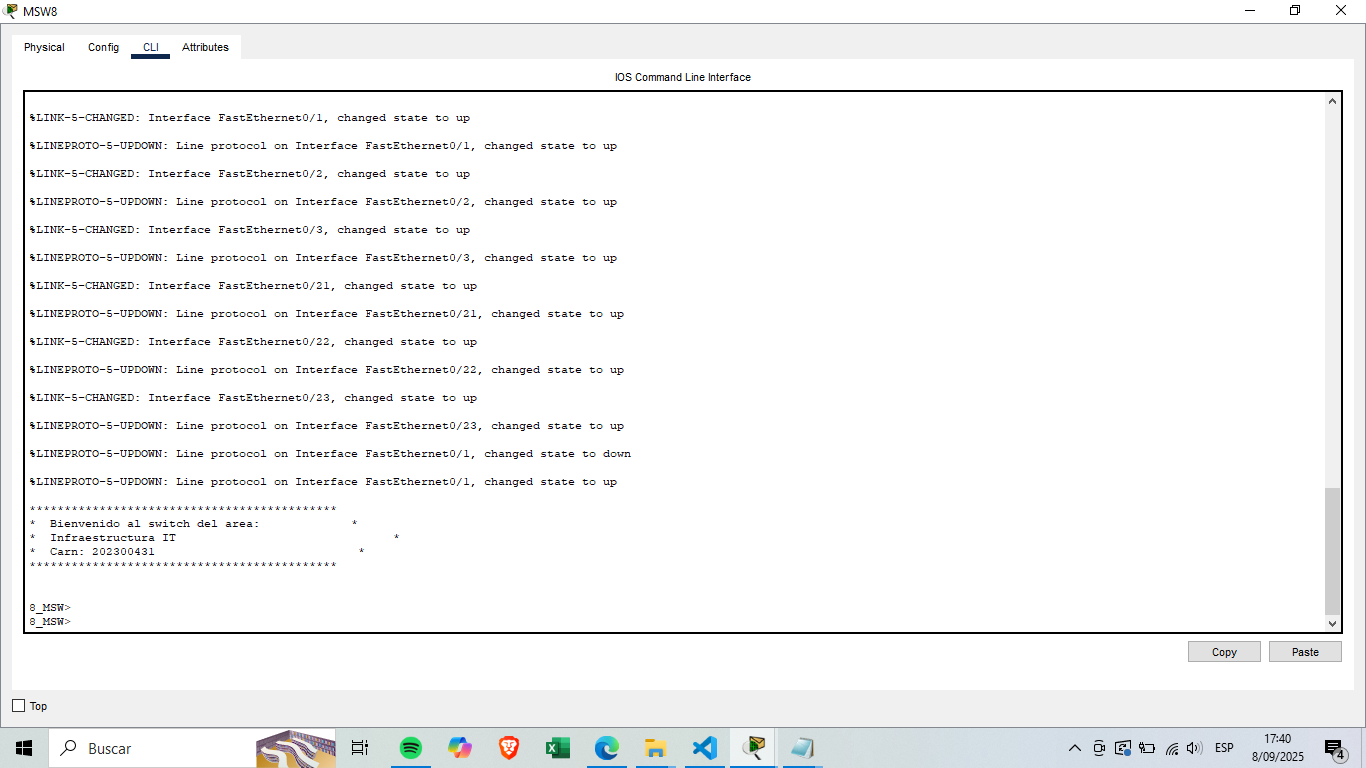 MSW8
Physical Config CLI Attributes
IOS Command Line Interface
%LINK-5-CHANGED: Interface FastEthernet0/1, changed state to up
%LINEPROTO-5-UPDOWN: Line protocol on Interface FastEthernet0/1, changed state to up
%LINK-5-CHANGED: Interface FastEthernet0/2, changed state to up
%LINEPROTO-5-UPDOWN: Line protocol on Interface FastEthernet0/2, changed state to up
%LINK-5-CHANGED: Interface FastEthernet0/3, changed state to up
%LINEPROTO-5-UPDOWN: Line protocol on Interface FastEthernet0/3, changed state to up
%LINK-5-CHANGED: Interface FastEthernet0/21, changed state to up
%LINEPROTO-5-UPDOWN: Line protocol on Interface FastEthernet0/21, changed state to up
%LINK-5-CHANGED: Interface FastEthernet0/22, changed state to up
%LINEPROTO-5-UPDOWN: Line protocol on Interface FastEthernet0/22, changed state to up
%LINK-5-CHANGED: Interface FastEthernet0/23, changed state to up
%LINEPROTO-5-UPDOWN: Line protocol on Interface FastEthernet0/23, changed state to up
%LINEPROTO-5-UPDOWN: Line protocol on Interface FastEthernet0/1, changed state to down
%LINEPROTO-5-UPDOWN: Line protocol on Interface FastEthernet0/1, changed state to up
********************************************
*  Bienvenido al switch del area:             *
*  Infraestructura IT                               *
*  Carn: 202300431                             *
********************************************
8_MSW>
8_MSW>
Copy Paste
Top
Buscar
ESP
17:40
8/09/2025
4